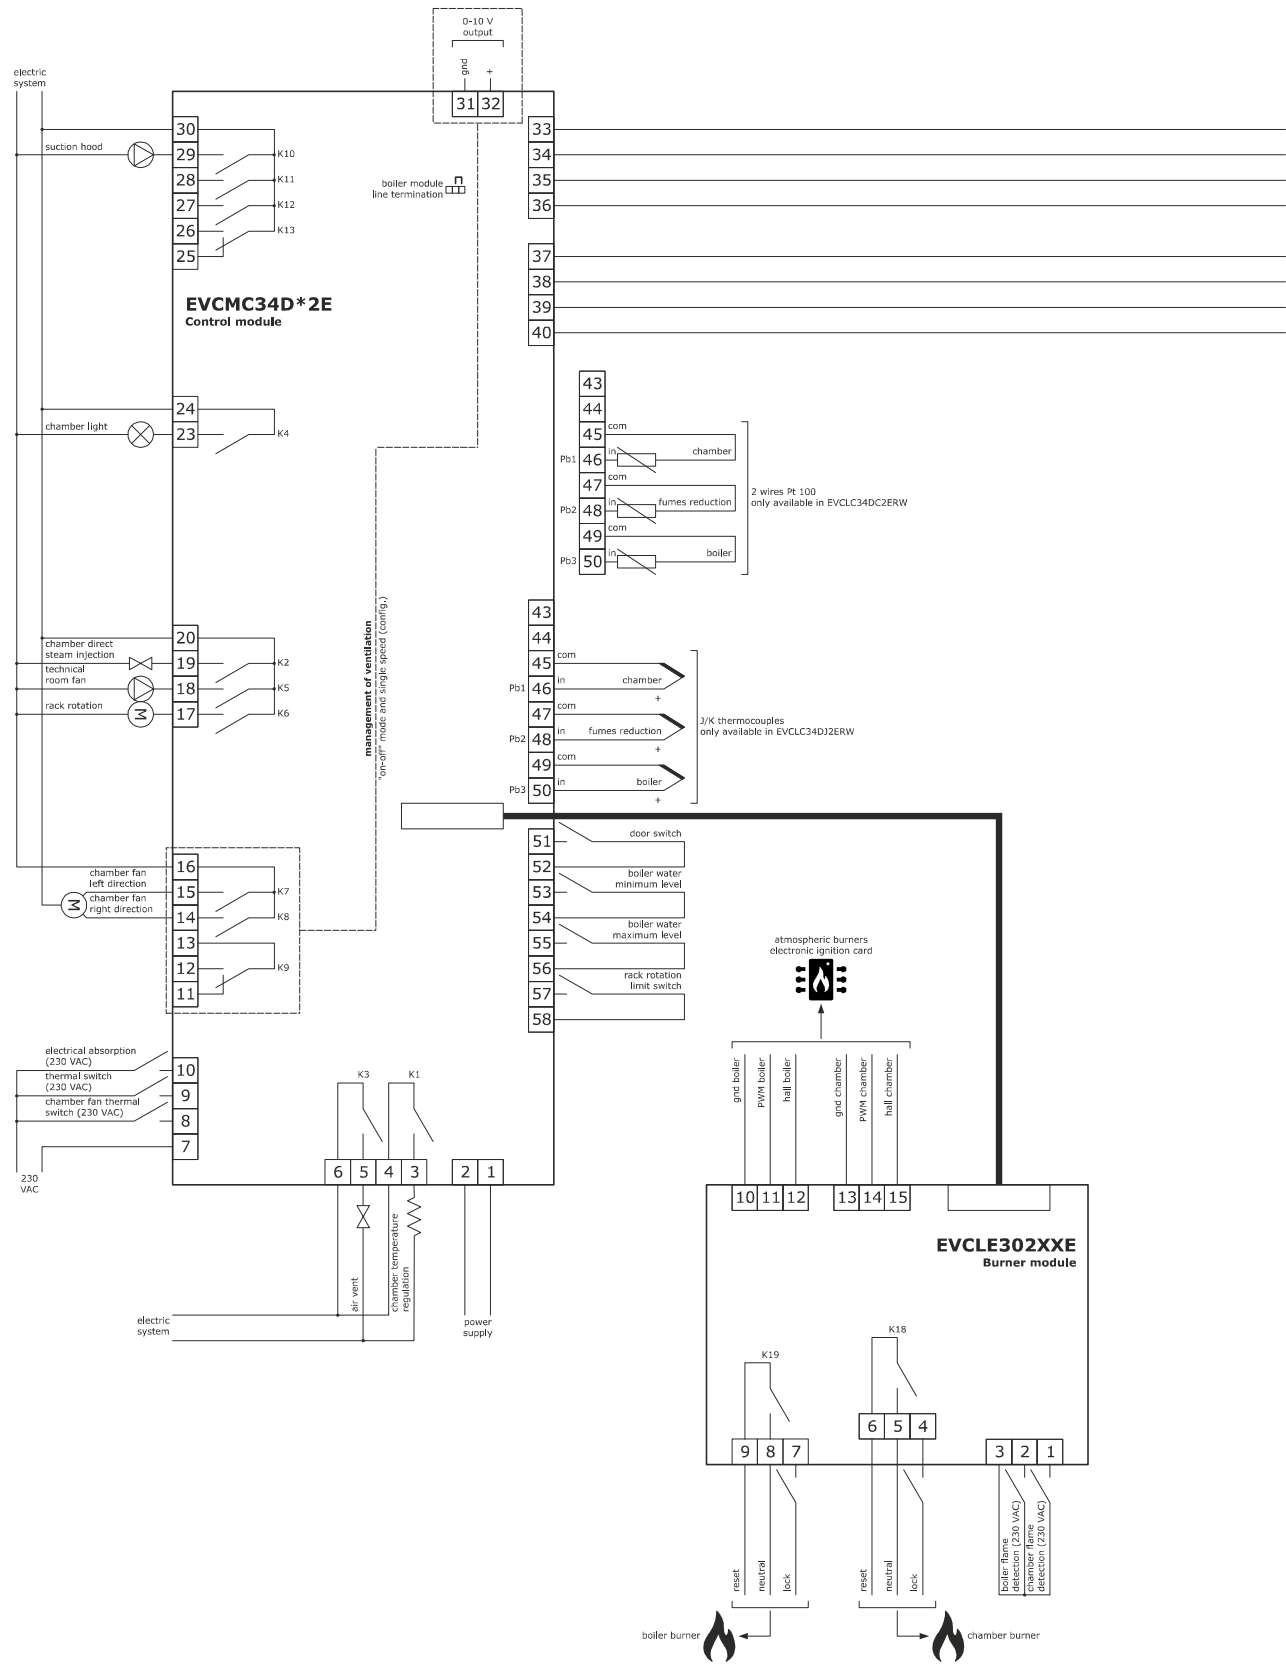 0-10 V
output
gnd
+
electric
system
31 32
30
suction hood
29
K10
28
K11
27
K12
26
K13
25
boiler module
line termination
33
34
35
36
37
38
39
40
EVCMC34D*2E
Control module
24
chamber light
23
K4
43
44
45
com
Pb1
46
in
chamber
47
com
Pb2
48
in
fumes reduction
49
com
Pb3
50
in
boiler
2 wires Pt 100
only available in EVCLC34DC2ERW
management of ventilation
"on-off" mode and single speed (config.)
20
chamber direct
steam injection
19
K2
technical
room fan
18
K5
rack rotation
M
17
K6
43
44
45
com
Pb1
46
in
chamber
+
47
com
Pb2
48
in
fumes reduction
+
49
com
Pb3
50
in
boiler
+
J/K thermocouples
only available in EVCLC34DJ2ERW
16
chamber fan
left direction
15
K7
M
chamber fan
right direction
14
K8
13
12
K9
11
51
door switch
52
boiler water
minimum level
53
54
boiler water
maximum level
55
56
rack rotation
limit switch
57
58
electrical absorption
(230 VAC)
10
thermal switch
(230 VAC)
9
chamber fan thermal
switch (230 VAC)
8
7
230
VAC
K3
K1
6 5 4 3
2 1
air vent
chamber temperature
regulation
electric
system
power
supply
atmospheric burners
electronic ignition card
gnd boiler
PWM boiler
hall boiler
gnd chamber
PWM chamber
hall chamber
10 11 12
13 14 15
EVCLE302XXE
Burner module
K18
K19
6 5 4
9 8 7
3 2 1
reset
neutral
lock
reset
neutral
lock
boiler flame
detection (230 VAC)
chamber flame
detection (230 VAC)
boiler burner
chamber burner